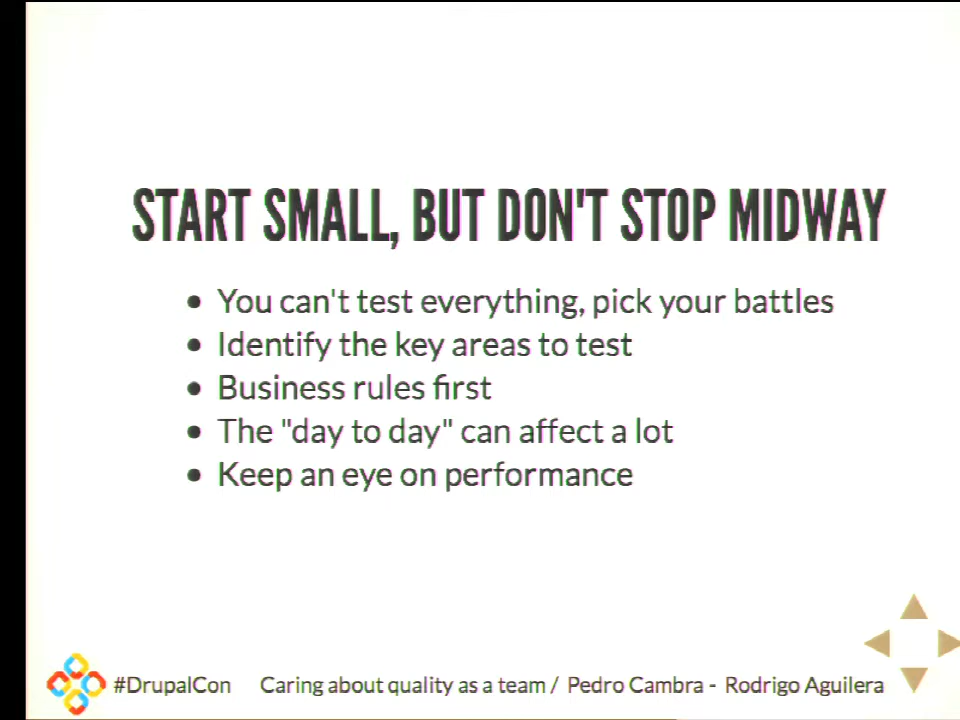 START SMALL, BUT DON'T STOP MIDWAY
You can't test everything, pick your battles
Identify the key areas to test
Business rules first
The "day to day" can affect a lot
Keep an eye on performance
#DrupalCon Caring about quality as a team / Pedro Cambra - Rodrigo Aguilera